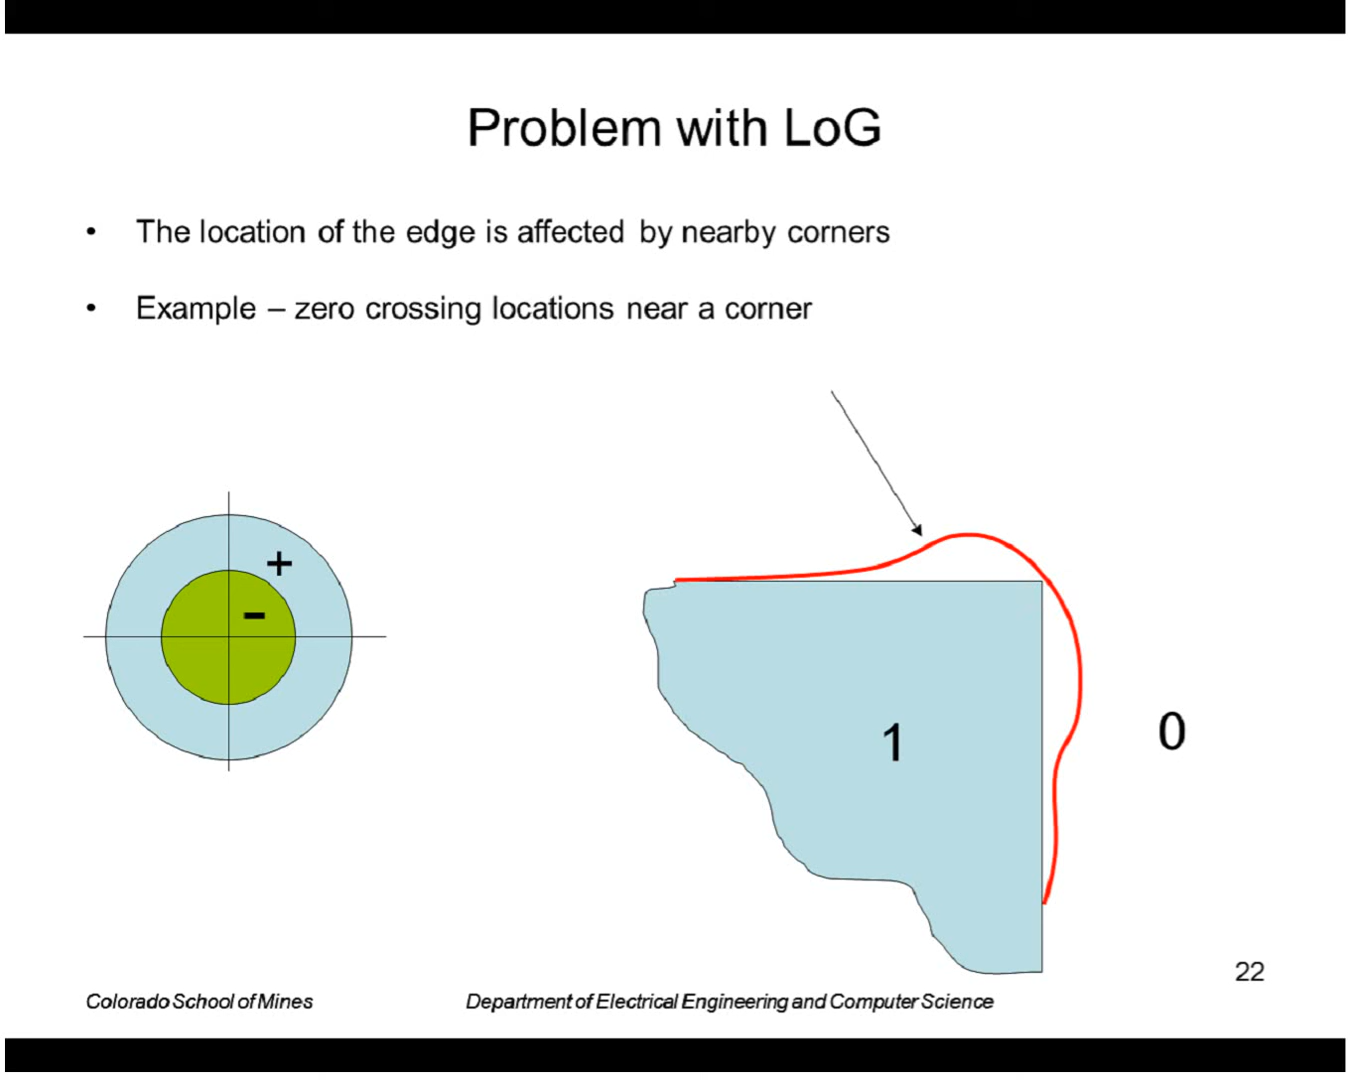 Problem with LoG
• The location of the edge is affected by nearby corners
• Example – zero crossing locations near a corner
+
-
1
0
22
Colorado School of Mines
Department of Electrical Engineering and Computer Science